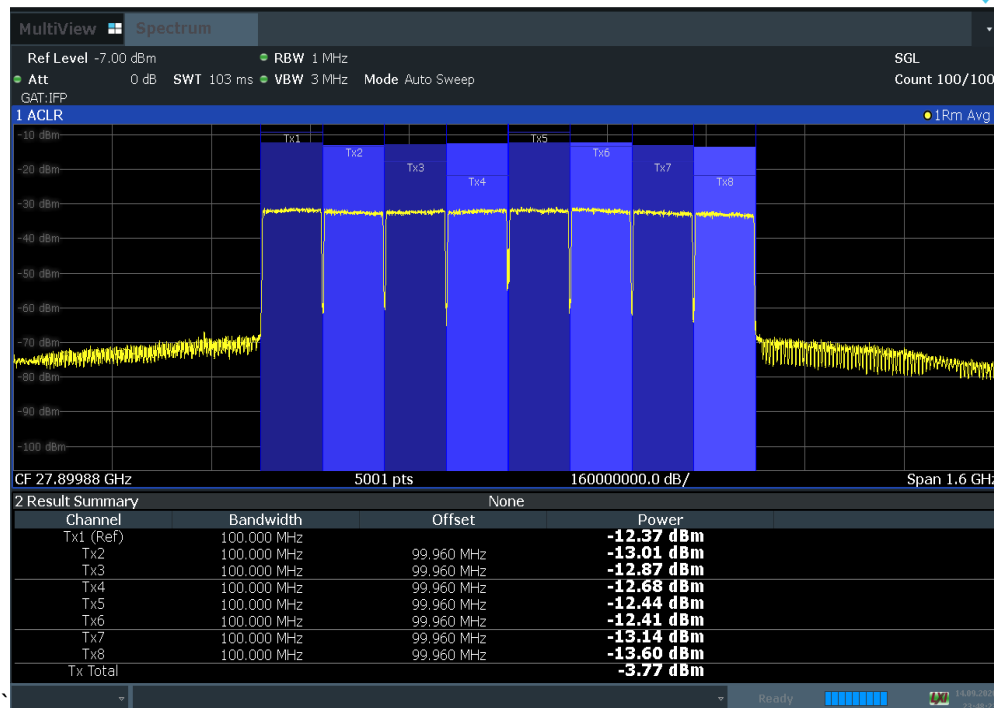 MultiView Spectrum
Ref Level -7.00 dBm RBW 1 MHz SGL
Att 0 dB SWT 103 ms VBW 3 MHz Mode Auto Sweep Count 100/100
GAT:IFP
1 ACLR 1Rm Avg
-10 dBm
Tx1 Tx5
Tx2 Tx6
-20 dBm Tx3 Tx7
Tx4 Tx8
-30 dBm
-40 dBm
-50 dBm
-60 dBm
-70 dBm
-80 dBm
-90 dBm
-100 dBm
CF 27.89988 GHz 5001 pts 160000000.0 dB/ Span 1.6 GHz
2 Result Summary None
Channel Bandwidth Offset Power
Tx1 (Ref) 100.000 MHz -12.37 dBm
Tx2 100.000 MHz 99.960 MHz -13.01 dBm
Tx3 100.000 MHz 99.960 MHz -12.87 dBm
Tx4 100.000 MHz 99.960 MHz -12.68 dBm
Tx5 100.000 MHz 99.960 MHz -12.44 dBm
Tx6 100.000 MHz 99.960 MHz -12.41 dBm
Tx7 100.000 MHz 99.960 MHz -13.14 dBm
Tx8 100.000 MHz 99.960 MHz -13.60 dBm
Tx Total -3.77 dBm
Ready